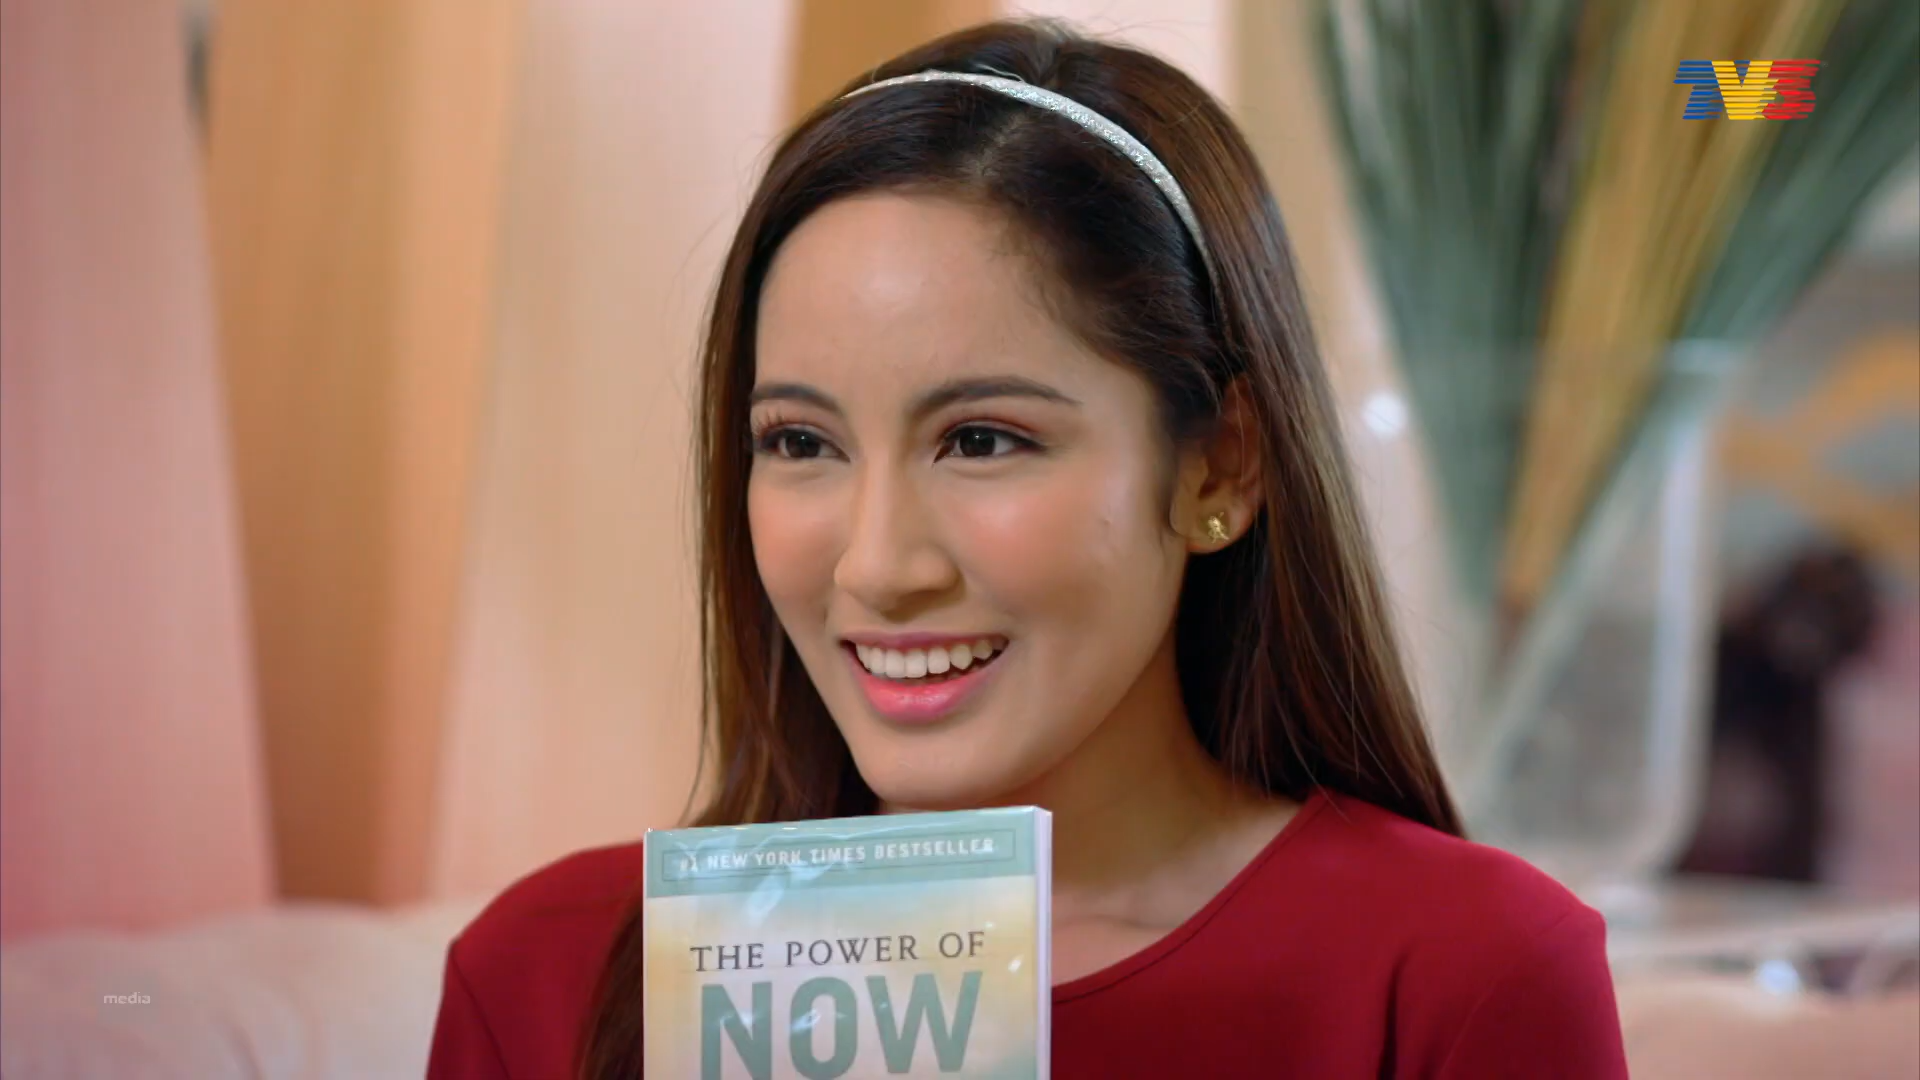 TV3
#1 NEW YORK TIMES BESTSELLER
THE POWER OF
NOW
media